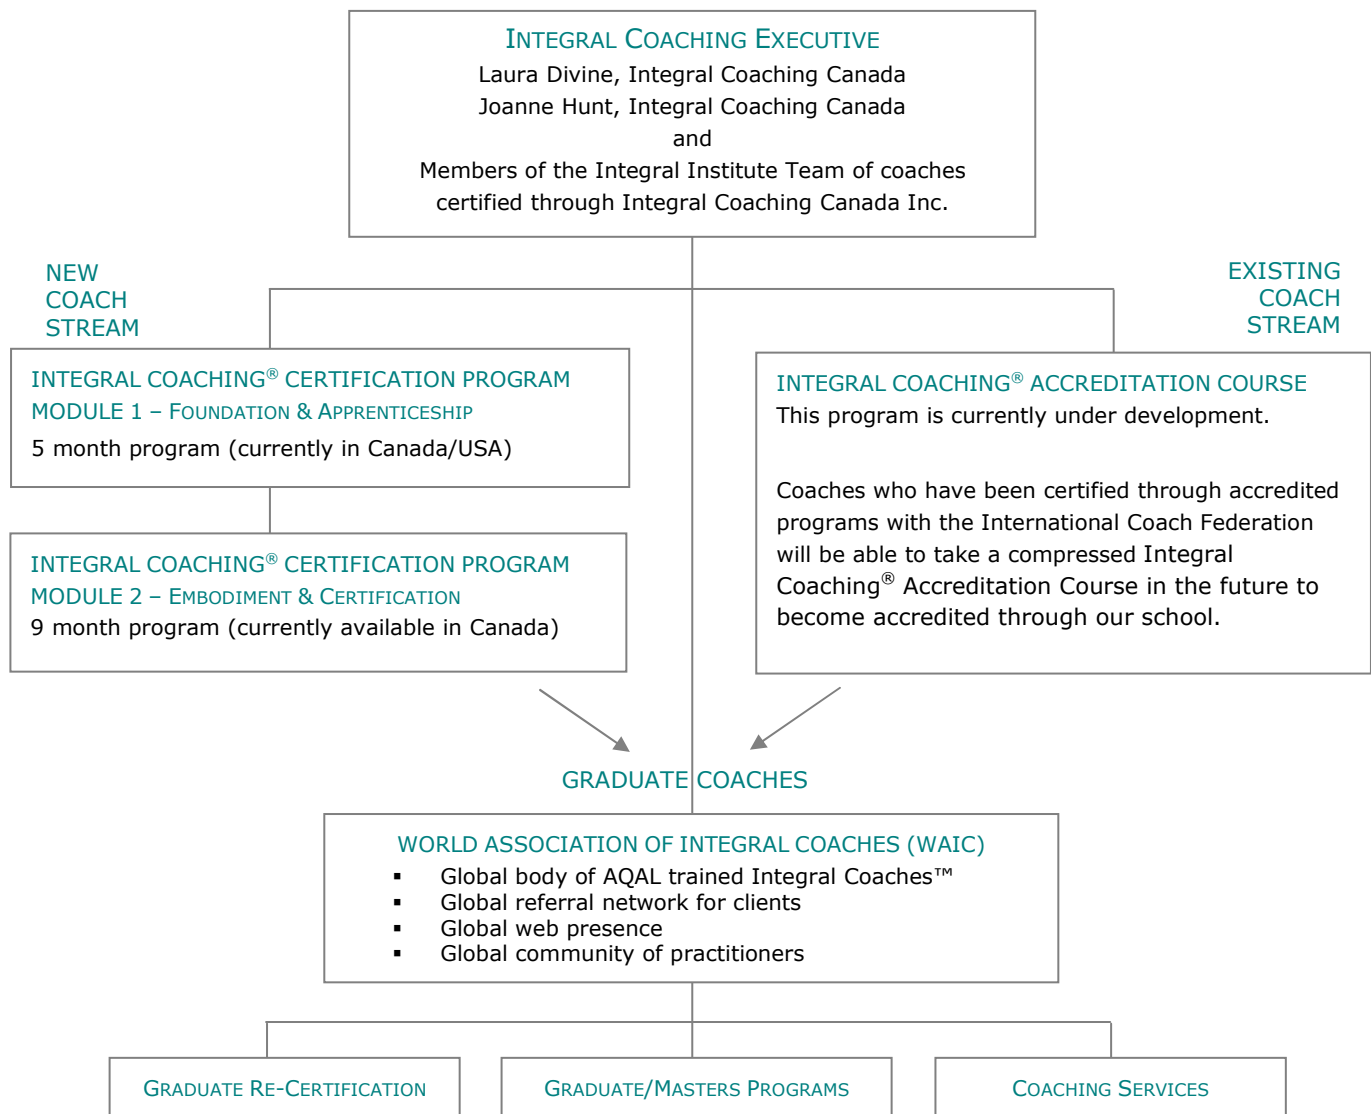 INTEGRAL COACHING EXECUTIVE
Laura Divine, Integral Coaching Canada
Joanne Hunt, Integral Coaching Canada
and
Members of the Integral Institute Team of coaches
certified through Integral Coaching Canada Inc.
NEW
COACH
STREAM
EXISTING
COACH
STREAM
INTEGRAL COACHING® CERTIFICATION PROGRAM
MODULE 1 – FOUNDATION & APPRENTICESHIP
5 month program (currently in Canada/USA)
INTEGRAL COACHING® CERTIFICATION PROGRAM
MODULE 2 – EMBODIMENT & CERTIFICATION
9 month program (currently available in Canada)
INTEGRAL COACHING® ACCREDITATION COURSE
This program is currently under development.
Coaches who have been certified through accredited
programs with the International Coach Federation
will be able to take a compressed Integral
Coaching® Accreditation Course in the future to
become accredited through our school.
GRADUATE COACHES
WORLD ASSOCIATION OF INTEGRAL COACHES (WAIC)
▪ Global body of AQAL trained Integral Coaches™
▪ Global referral network for clients
▪ Global web presence
▪ Global community of practitioners
GRADUATE RE-CERTIFICATION
GRADUATE/MASTERS PROGRAMS
COACHING SERVICES